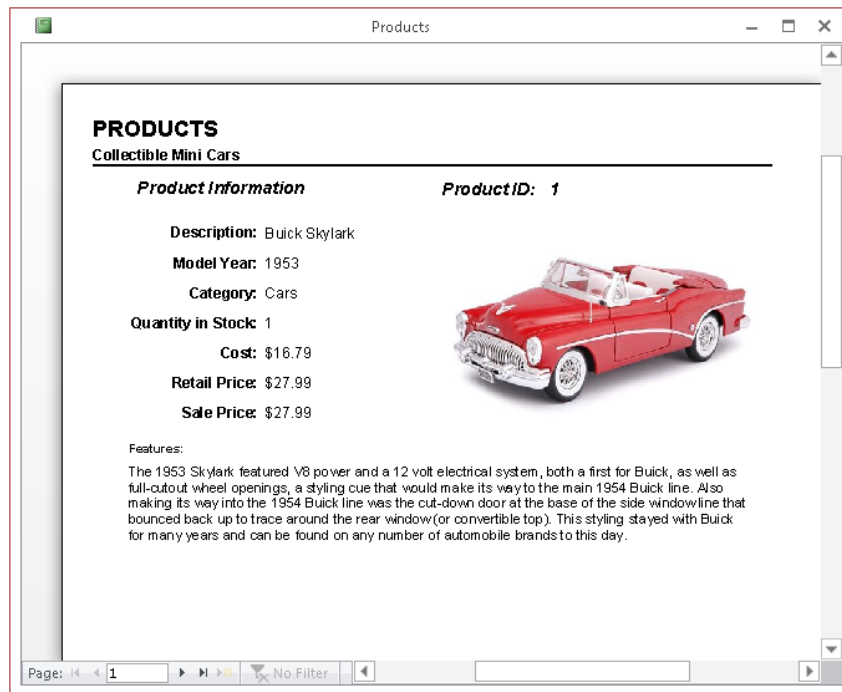 Products
PRODUCTS
Collectible Mini Cars
Product Information
Product ID: 1
Description: Buick Skylark
Model Year: 1953
Category: Cars
Quantity in Stock: 1
Cost: $16.79
Retail Price: $27.99
Sale Price: $27.99
Features:
The 1953 Skylark featured V8 power and a 12 volt electrical system, both a first for Buick, as well as
full-cutout wheel openings, a styling cue that would make its way to the main 1954 Buick line. Also
making its way into the 1954 Buick line was the cut-down door at the base of the side windowline that
bounced back up to trace around the rear window (or convertible top). This styling stayed with Buick
for many years and can be found on any number of automobile brands to this day.
Page: 1 No Filter